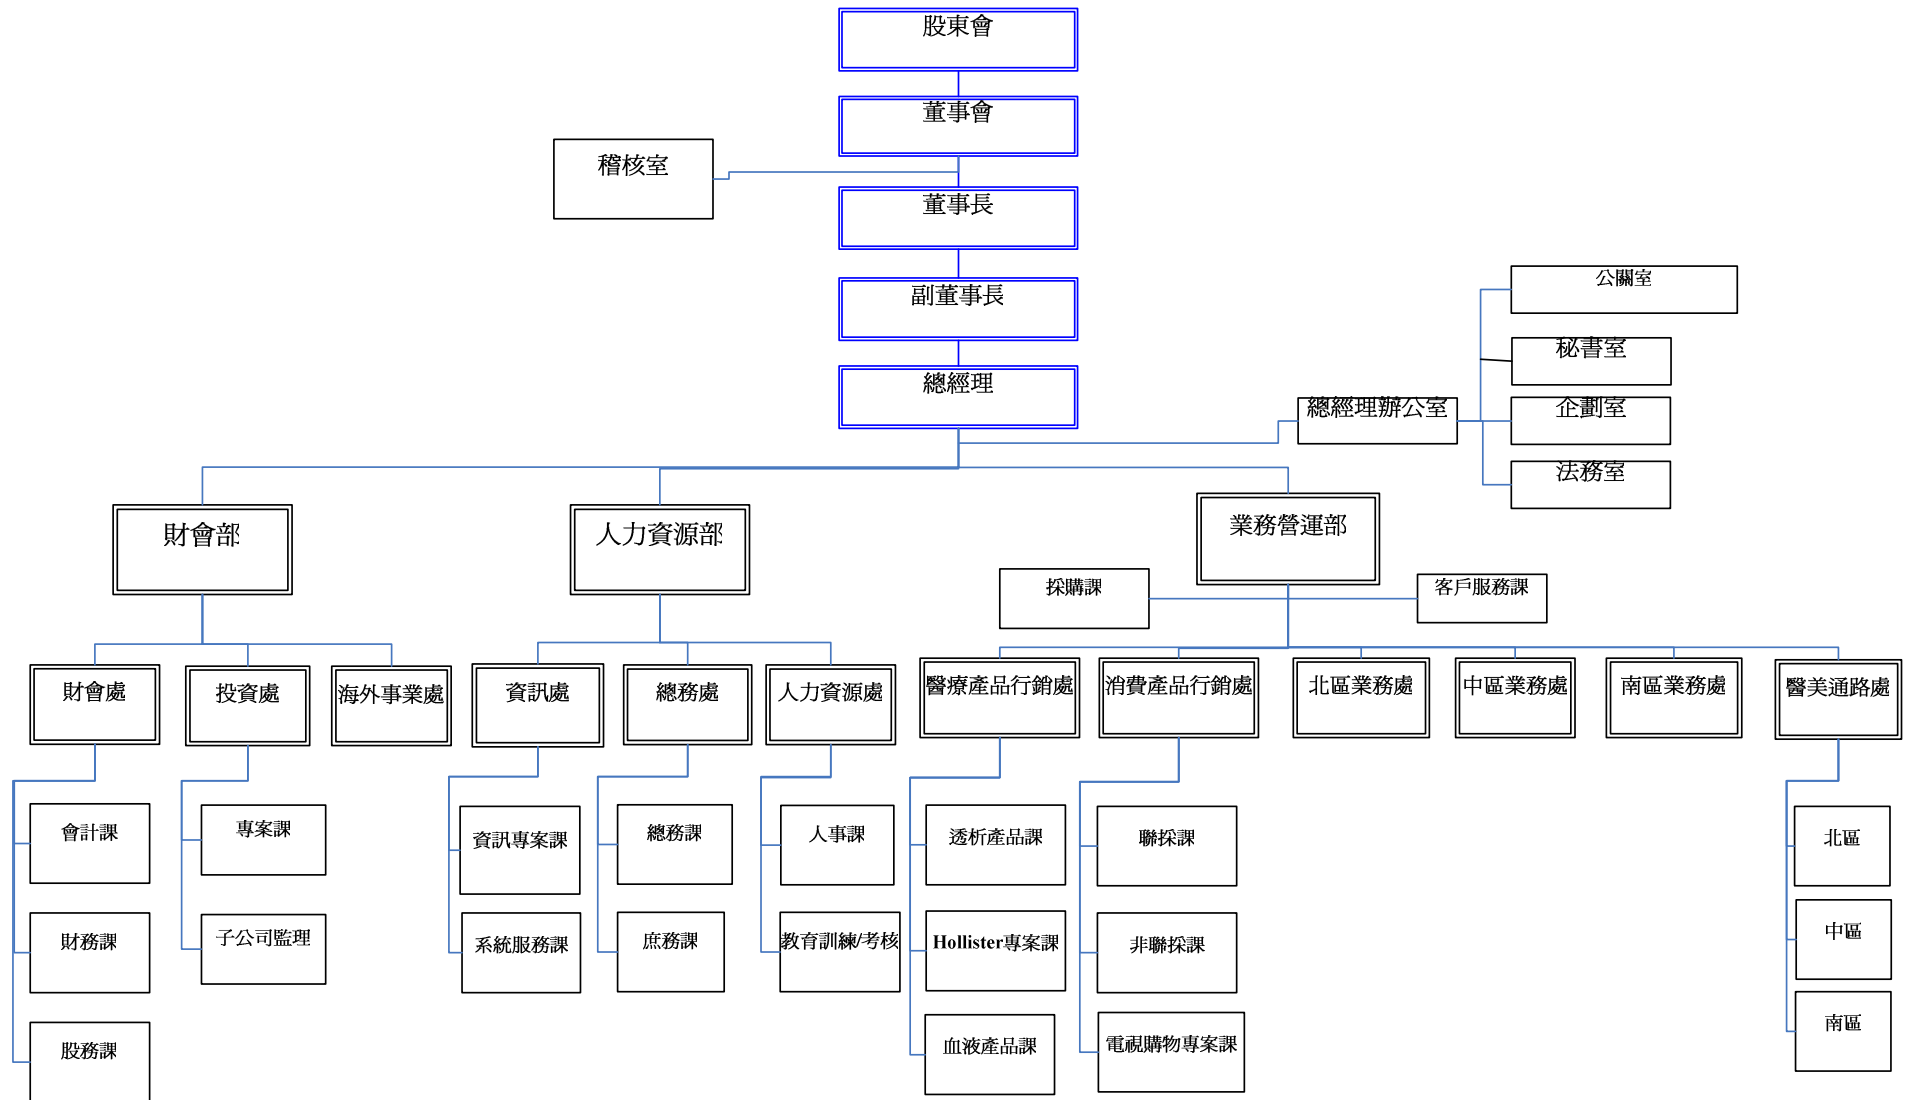 股東會
董事會
稽核室
董事長
副董事長
總經理
總經理辦公室
公關室
秘書室
企劃室
法務室
財會部
人力資源部
業務營運部
採購課
客戶服務課
財會處
投資處
海外事業處
資訊處
總務處
人力資源處
醫療產品行銷處
消費產品行銷處
北區業務處
中區業務處
南區業務處
醫美通路處
會計課
財務課
股務課
專案課
子公司監理
資訊專案課
系統服務課
總務課
庶務課
人事課
教育訓練/考核
透析產品課
Hollister專案課
血液產品課
聯採課
非聯採課
電視購物專案課
北區
中區
南區